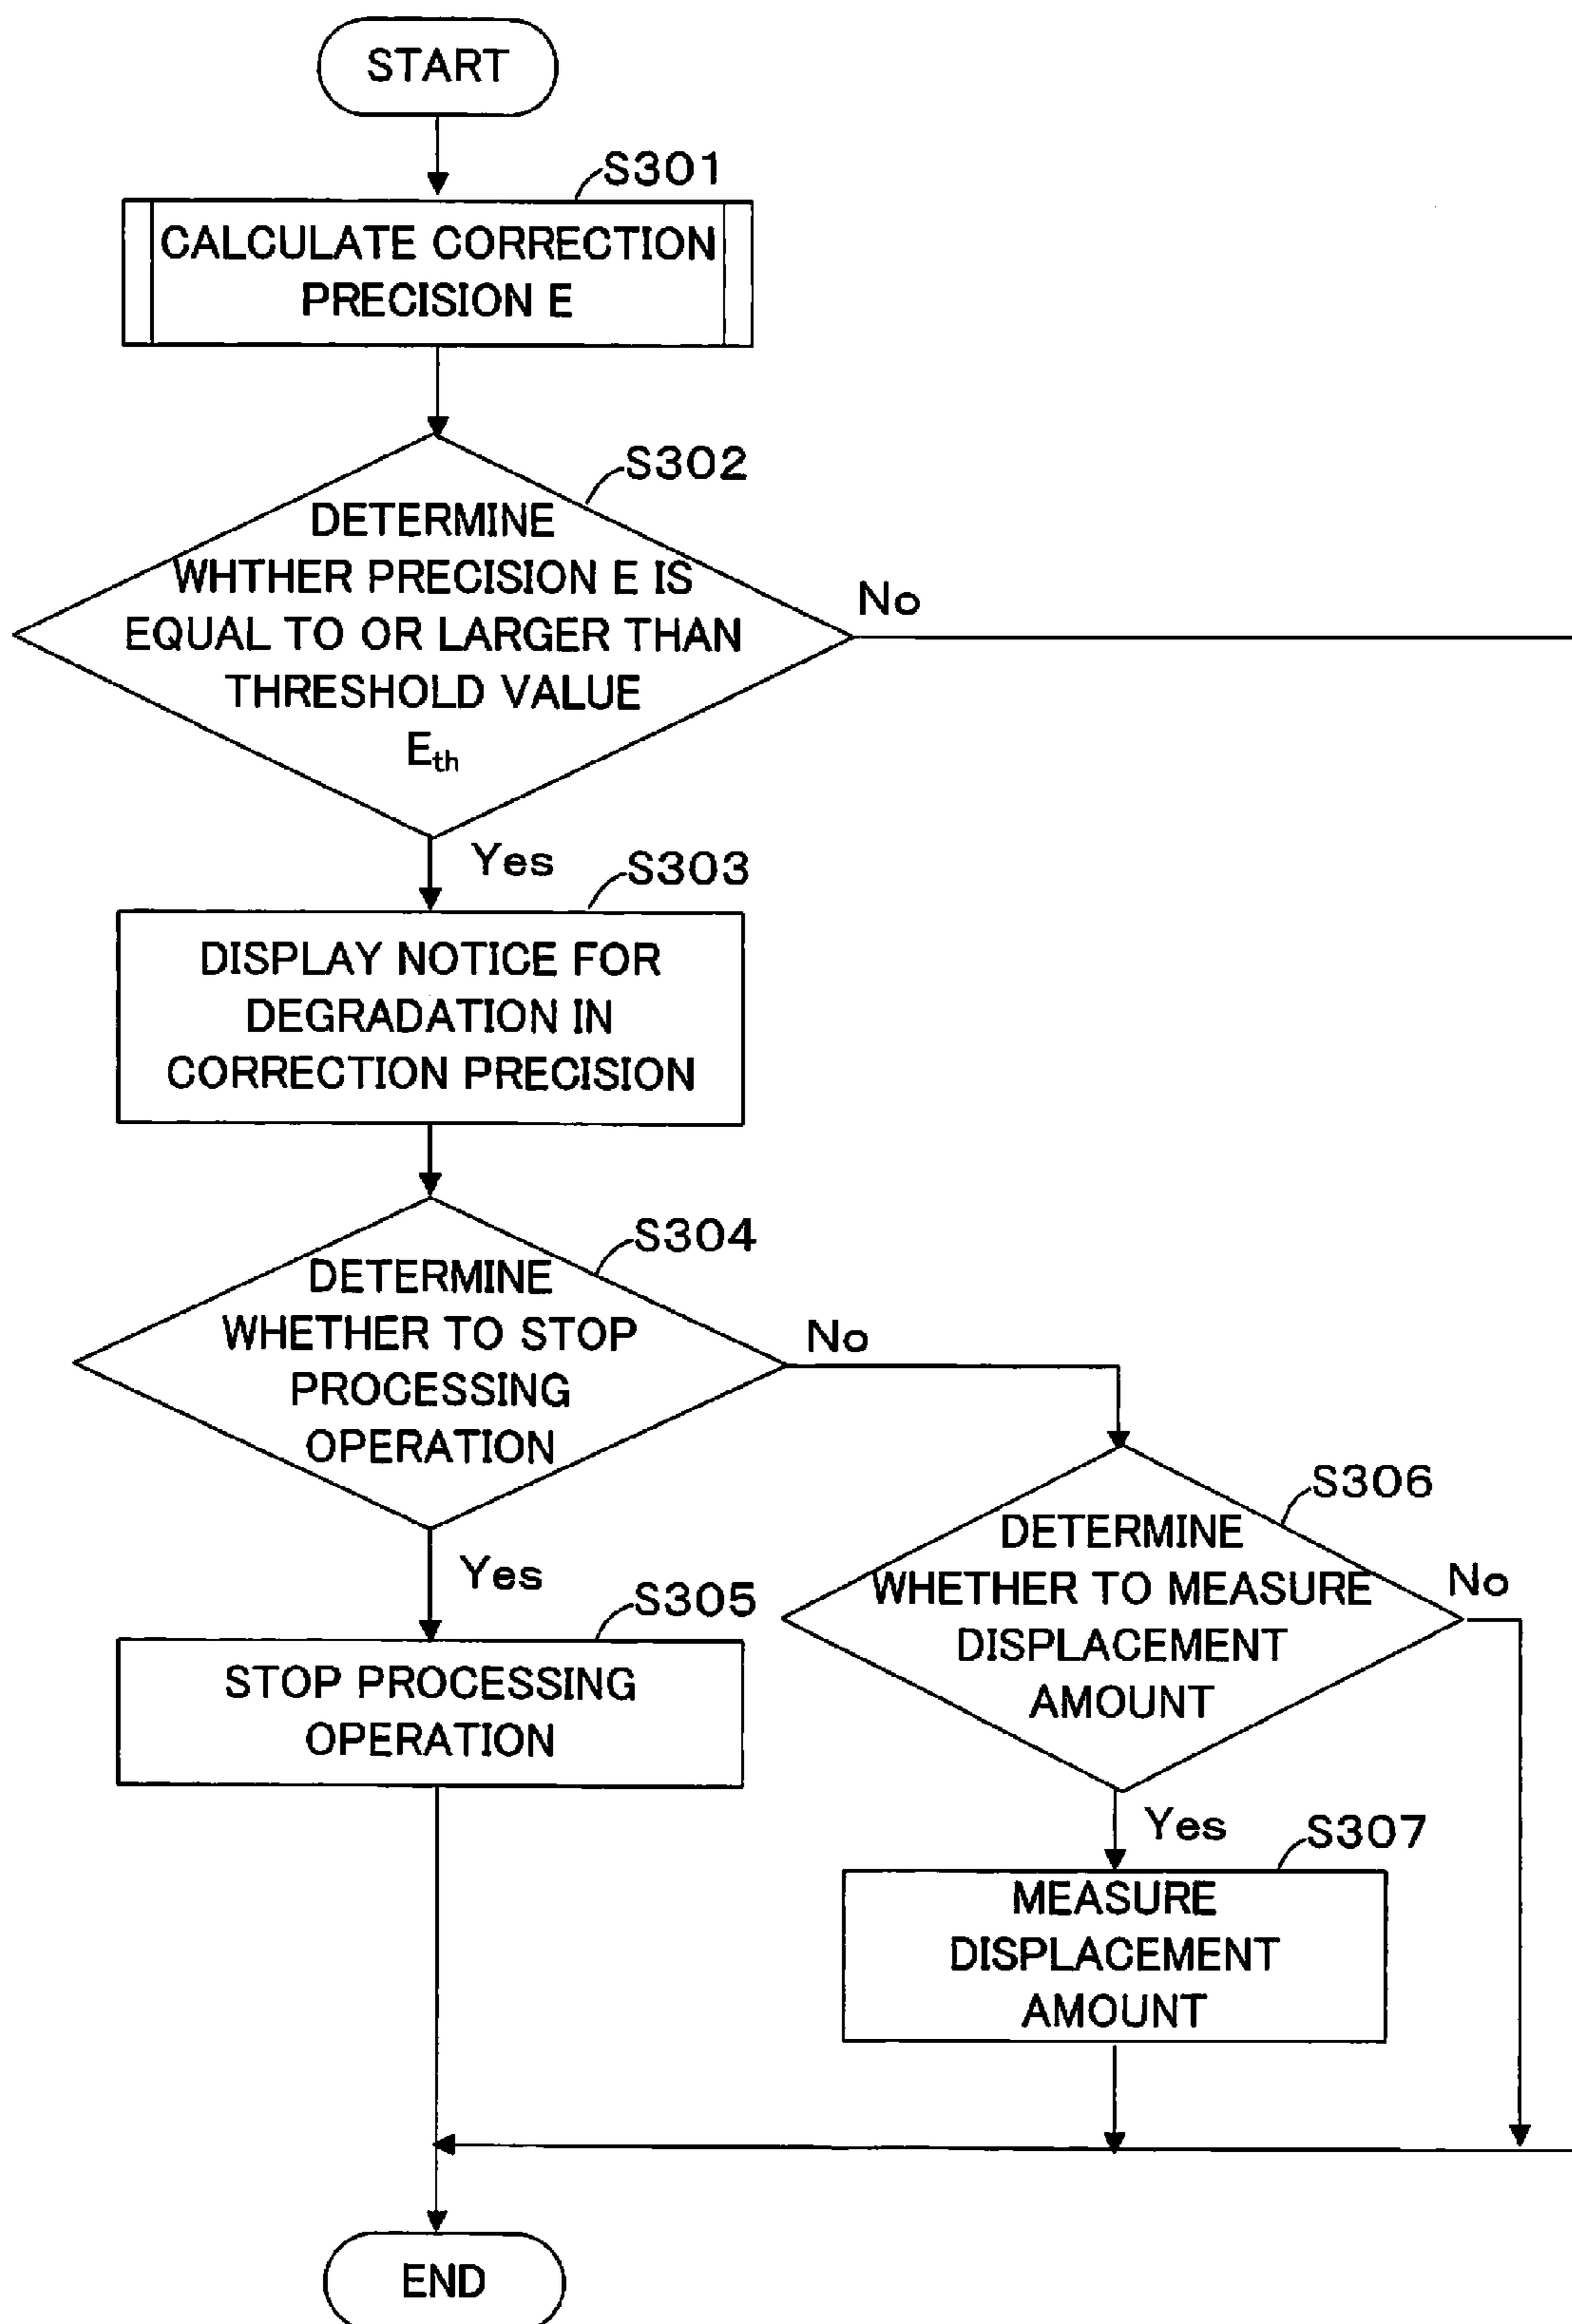 START
S301
CALCULATE CORRECTION
PRECISION E
S302
DETERMINE
WHTHER PRECISION E IS
EQUAL TO OR LARGER THAN
THRESHOLD VALUE
Eth
No
Yes
S303
DISPLAY NOTICE FOR
DEGRADATION IN
CORRECTION PRECISION
S304
DETERMINE
WHETHER TO STOP
PROCESSING
OPERATION
No
Yes
S305
STOP PROCESSING
OPERATION
S306
DETERMINE
WHETHER TO MEASURE
DISPLACEMENT
AMOUNT
No
Yes
S307
MEASURE
DISPLACEMENT
AMOUNT
END